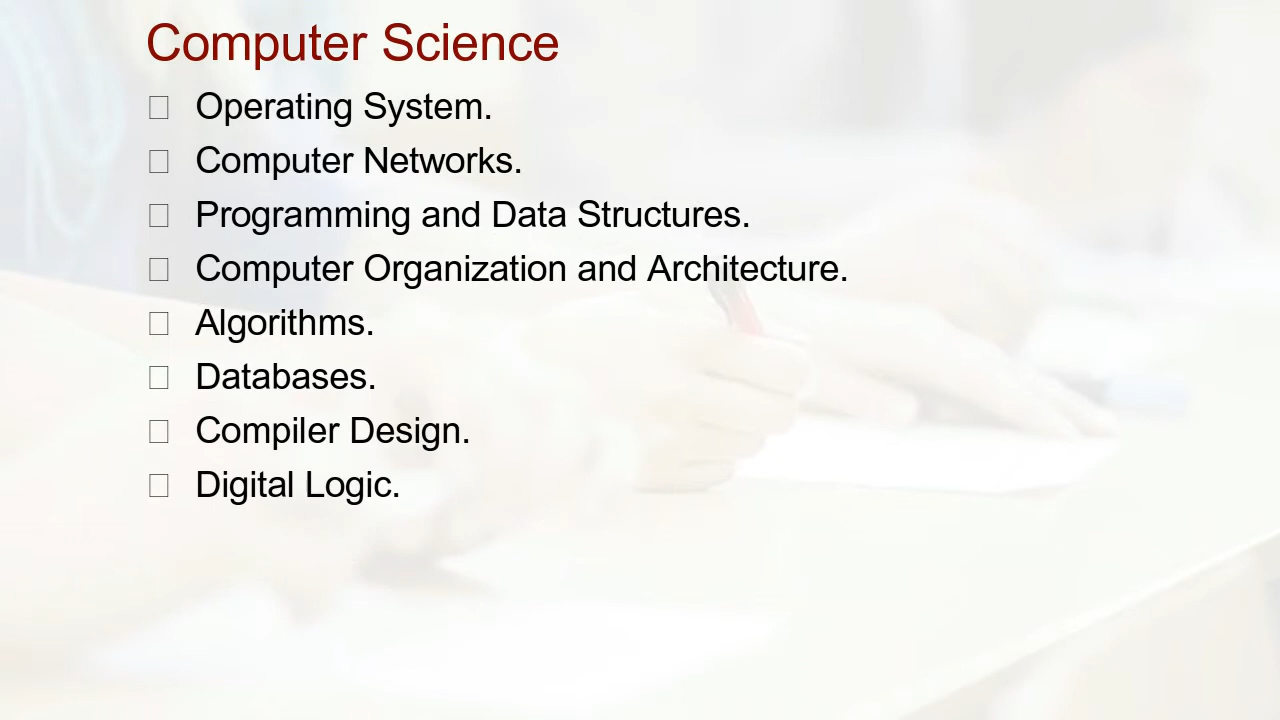 Computer Science
Operating System.
Computer Networks.
Programming and Data Structures.
Computer Organization and Architecture.
Algorithms.
Databases.
Compiler Design.
Digital Logic.